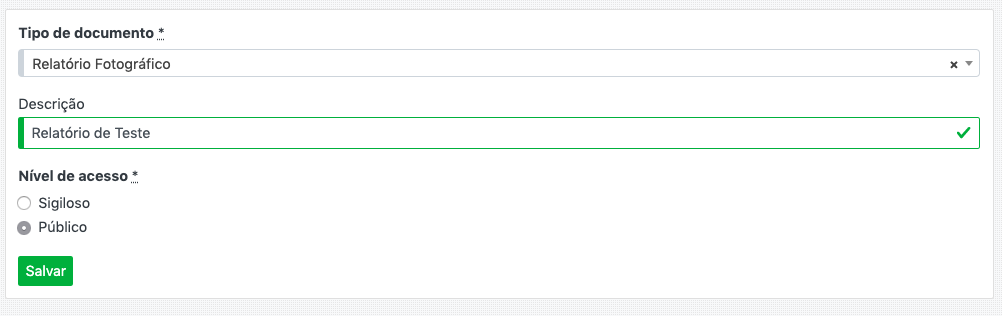 Tipo de documento *
Relatório Fotográfico × 
Descrição
Relatório de Teste
Nível de acesso *
Sigiloso
Público
Salvar